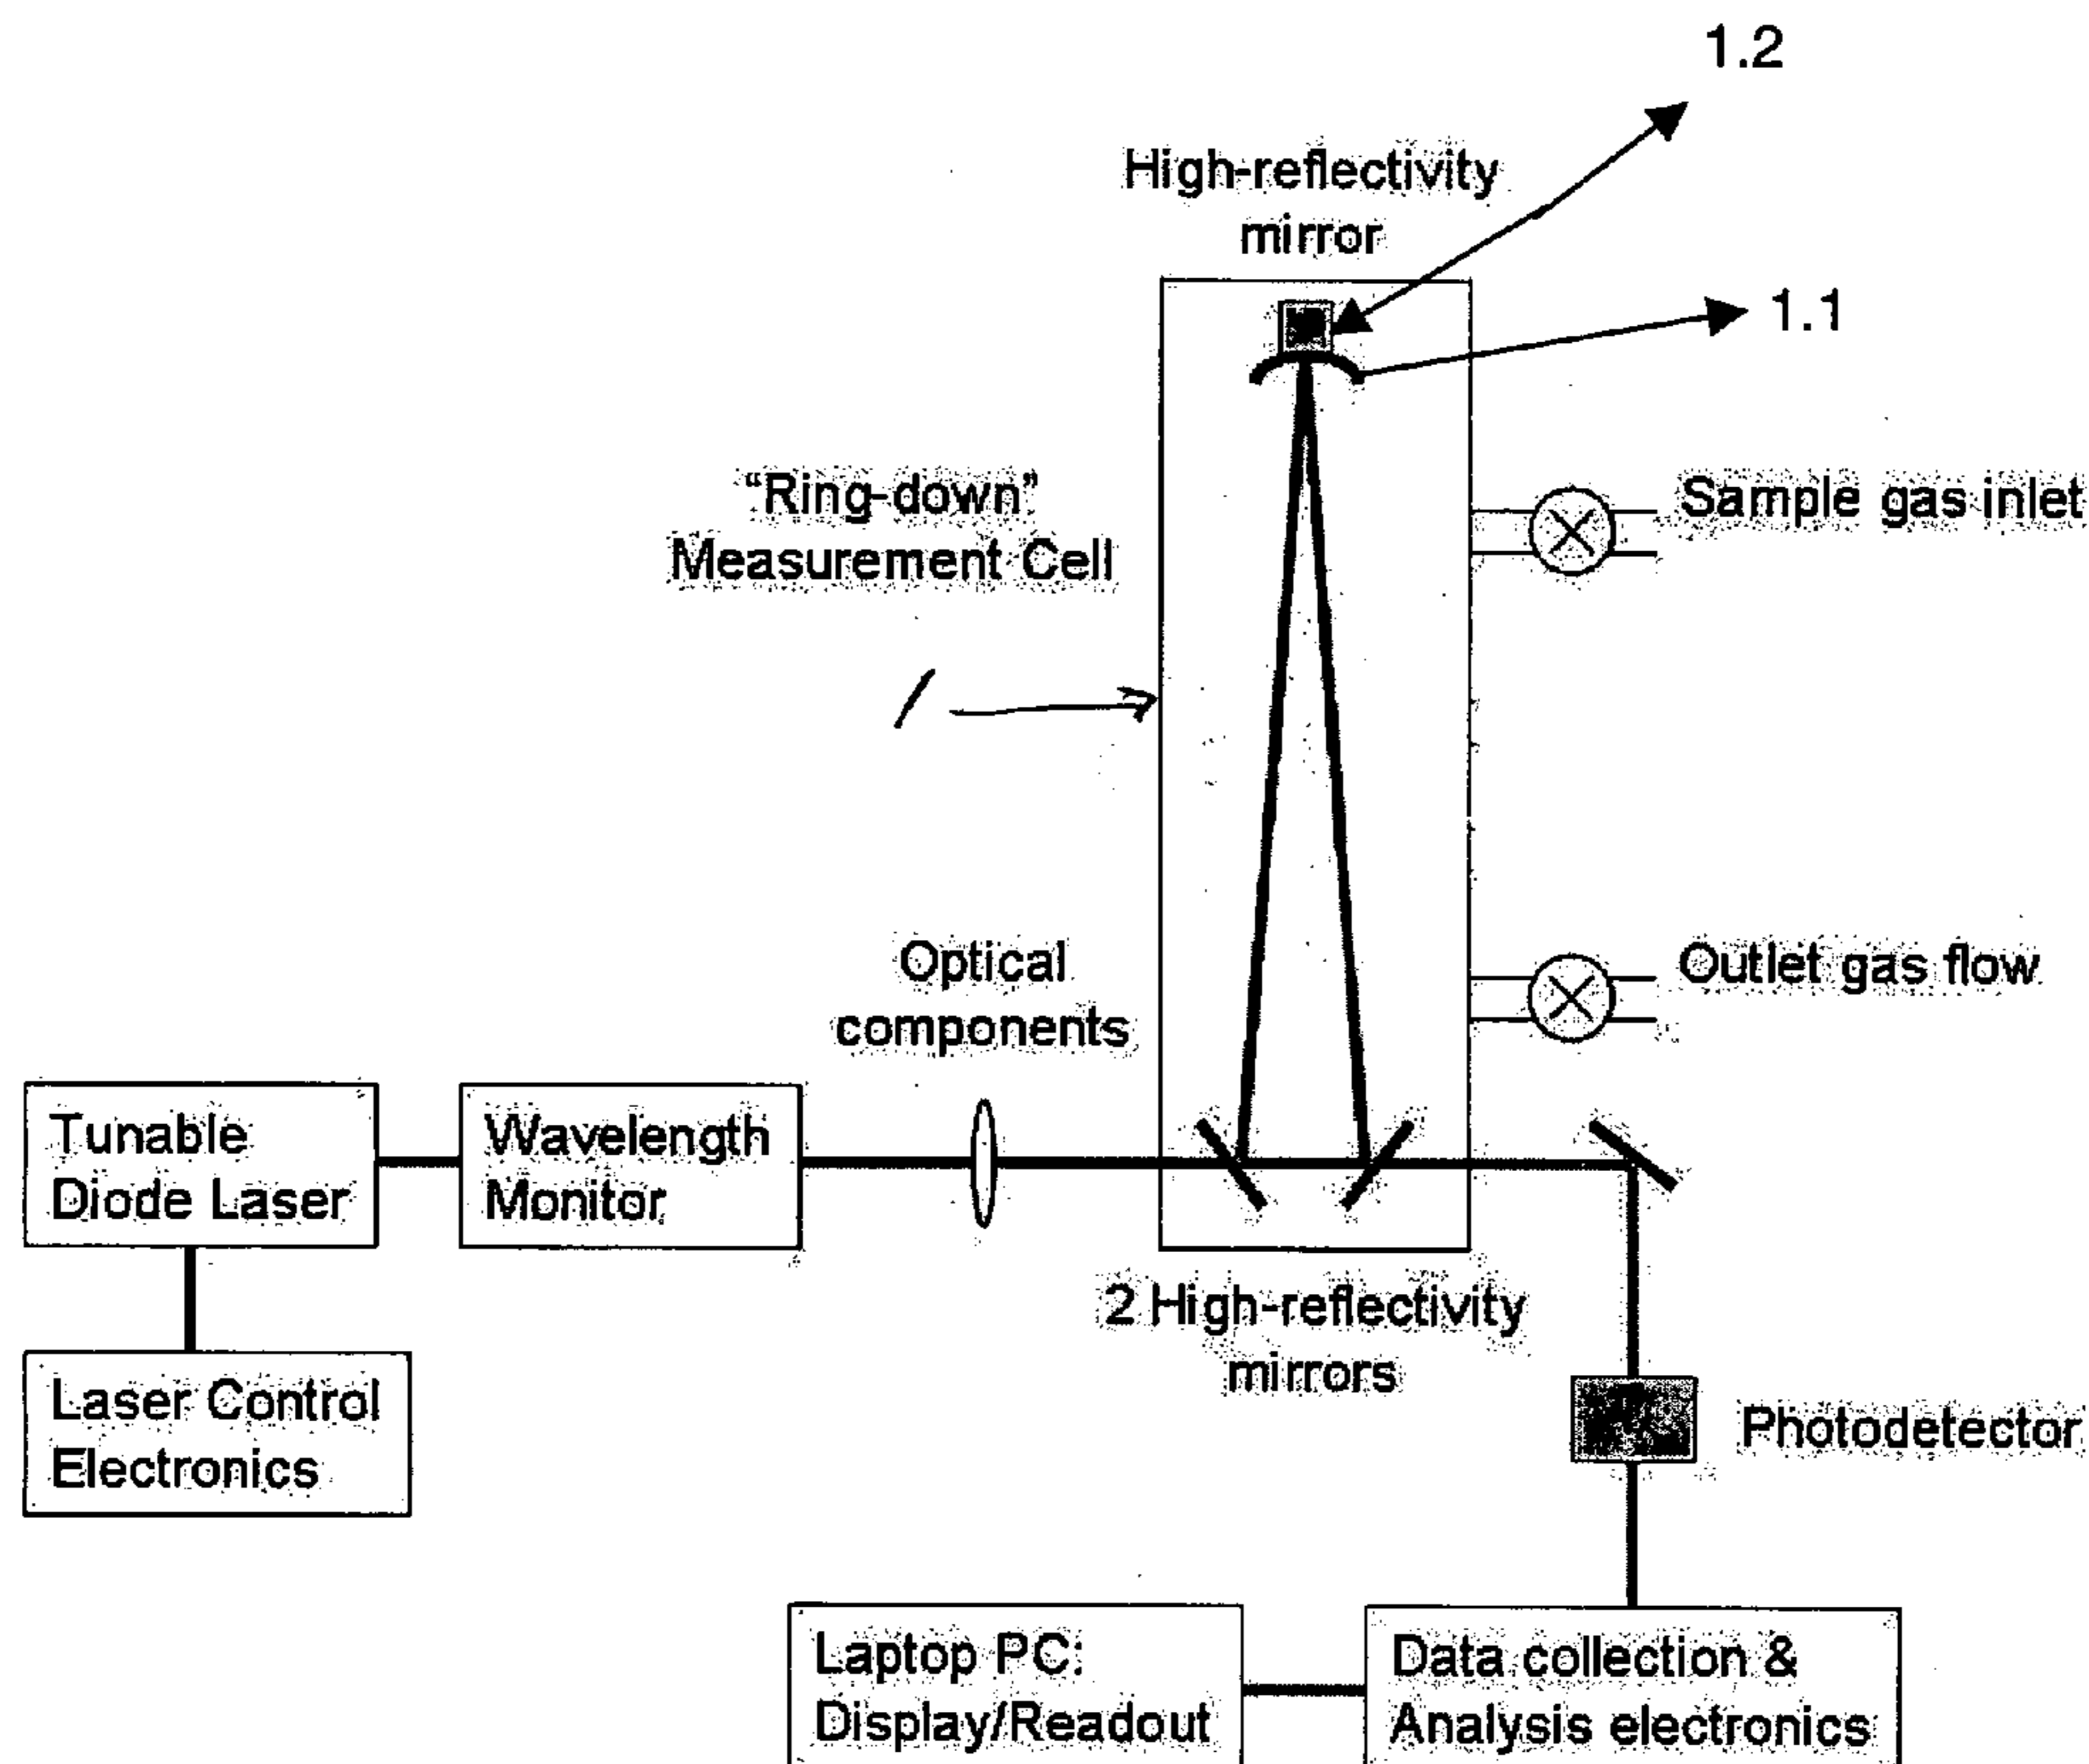 1.2
High-reflectivity
mirror
1.1
"Ring-down"
Measurement Cell
Sample gas inlet
1
Optical
components
Outlet gas flow
Tunable
Diode Laser
Wavelength
Monitor
2 High-reflectivity
mirrors
Laser Control
Electronics
Photodetector
Laptop PC:
Display/Readout
Data collection &
Analysis electronics